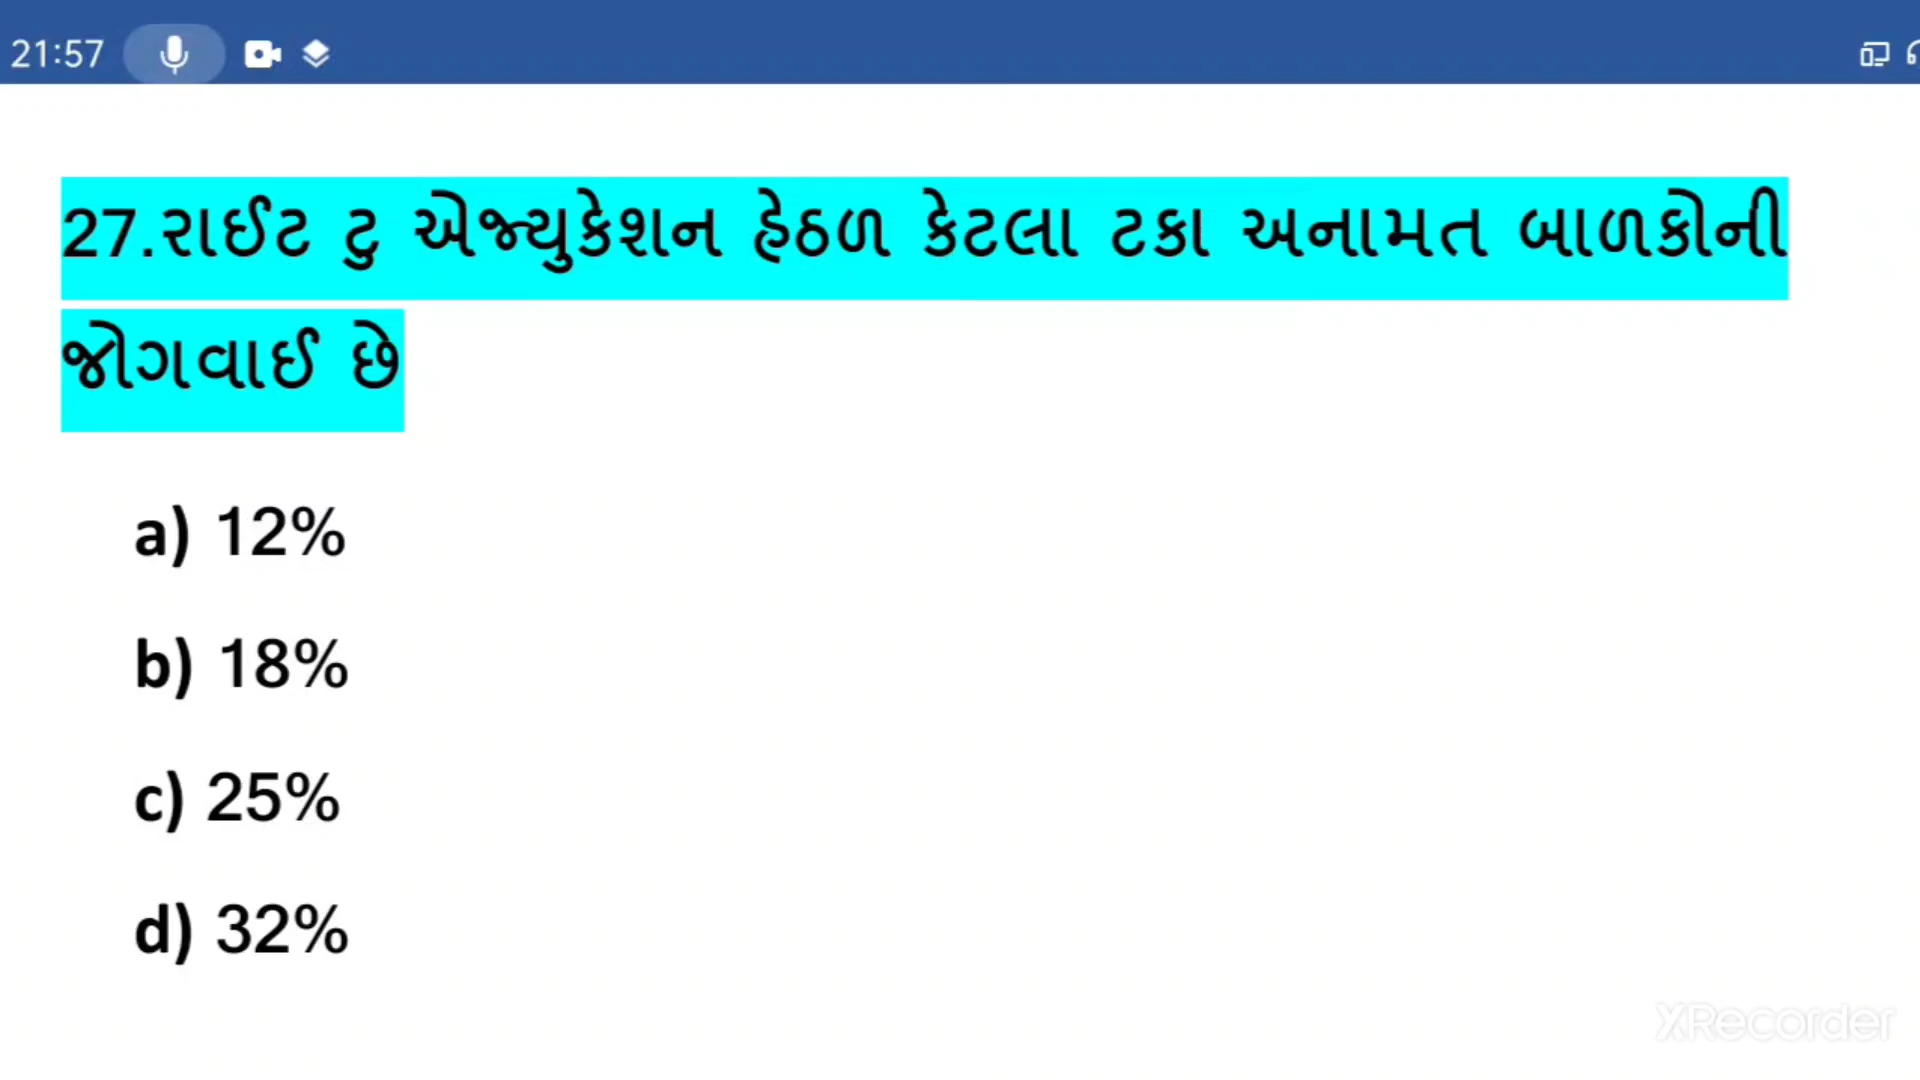 21:57
27.રાઈટ ટુ એજ્યુકેશન હેઠળ કેટલા ટકા અનામત બાળકોની
જોગવાઈ છે
a) 12%
b) 18%
c) 25%
d) 32%
XRecorder